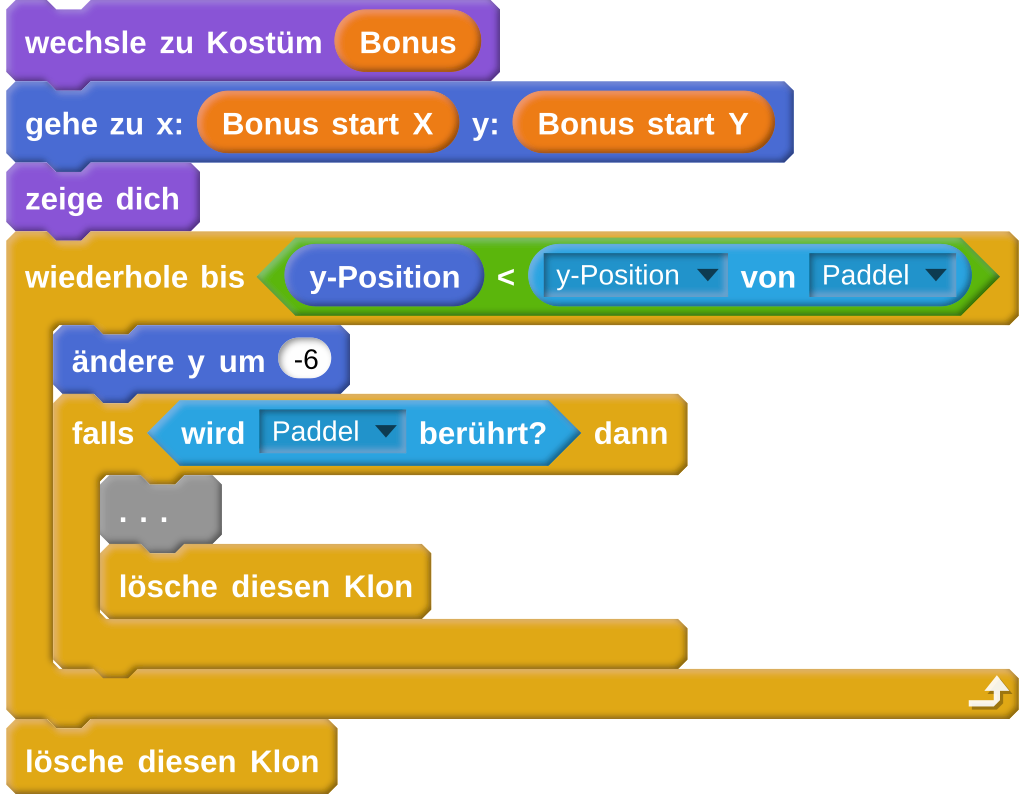 wechsle zu Kostüm Bonus
gehe zu x: Bonus start X y: Bonus start Y
zeige dich
wiederhole bis y-Position < y-Position von Paddel
ändere y um -6
falls wird Paddel berührt? dann
. . .
lösche diesen Klon
lösche diesen Klon